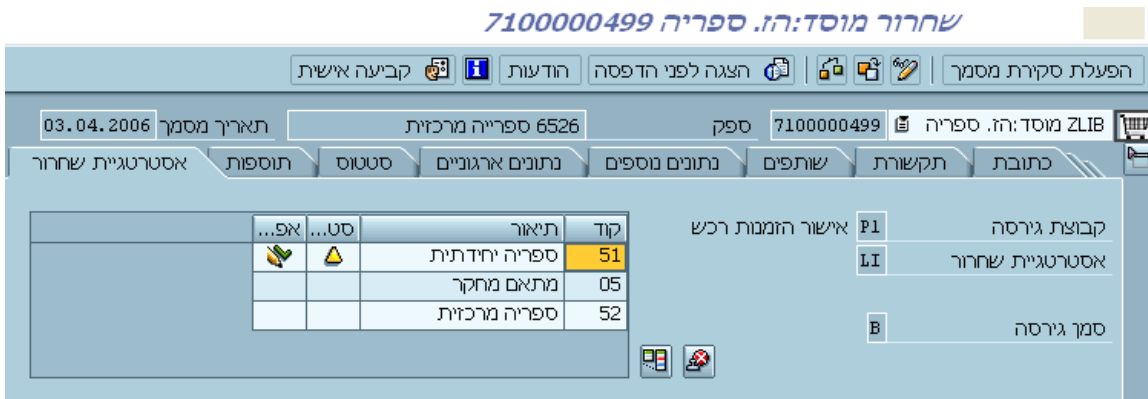 שחרור מוסד:הז. ספריה 7100000499
הפעלת סקירת מסמך הצגה לפני הדפסה הודעות קביעה אישית
ZLIB מוסד:הז. ספריה 7100000499 ספק 6526 ספרייה מרכזית תאריך מסמך 03.04.2006
כתובת תקשורת שותפים נתונים נוספים נתונים ארגוניים סטטוס תוספות אסטרטגיית שחרור
קבוצת גירסה P1 אישור הזמנות רכש
אסטרטגיית שחרור LI
סמן גירסה B
קוד תיאור סט... אפ...
51 ספריה יחידתית
05 מתאם מחקר
52 ספריה מרכזית